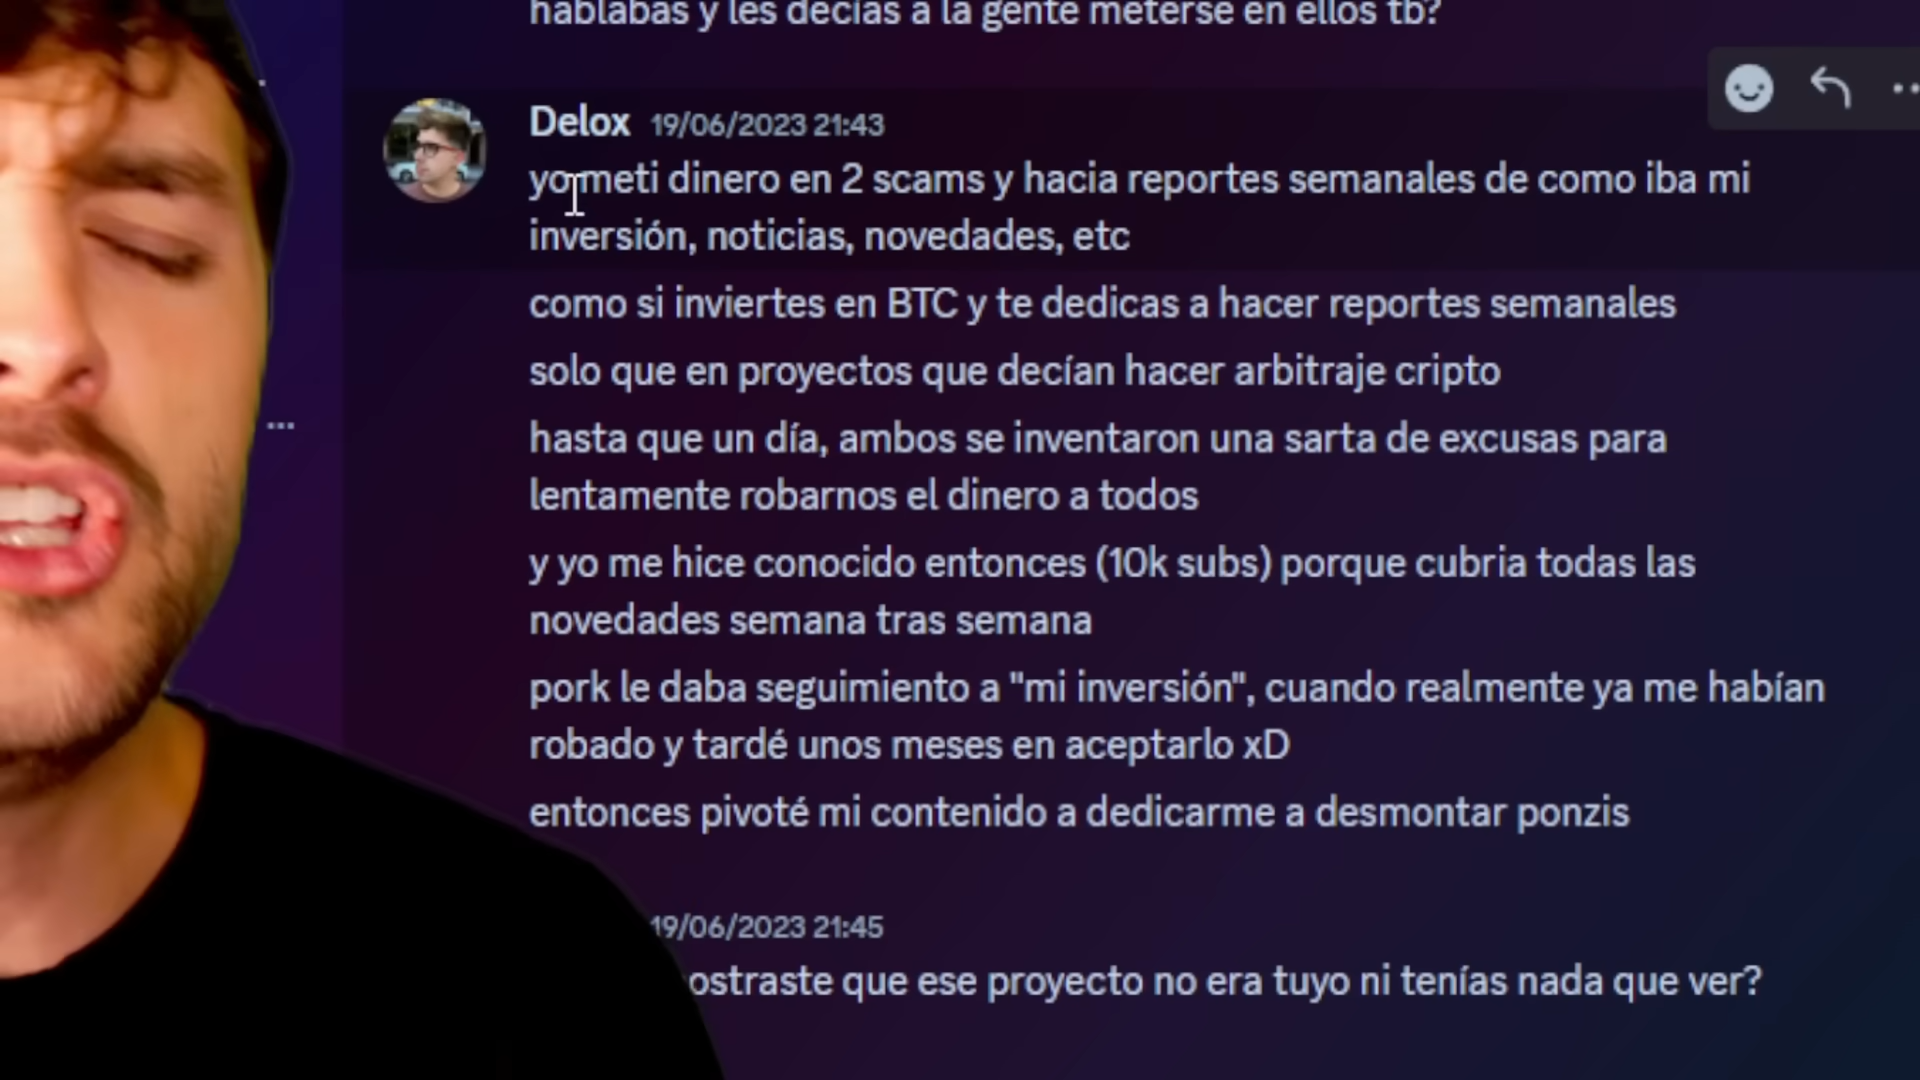 hablabas y les decías a la gente meterse en ellos tb?
Delox 19/06/2023 21:43
yo meti dinero en 2 scams y hacia reportes semanales de como iba mi
inversión, noticias, novedades, etc
como si inviertes en BTC y te dedicas a hacer reportes semanales
solo que en proyectos que decían hacer arbitraje cripto
hasta que un día, ambos se inventaron una sarta de excusas para
lentamente robarnos el dinero a todos
y yo me hice conocido entonces (10k subs) porque cubria todas las
novedades semana tras semana
pork le daba seguimiento a "mi inversión", cuando realmente ya me habían
robado y tardé unos meses en aceptarlo xD
entonces pivoté mi contenido a dedicarme a desmontar ponzis
19/06/2023 21:45
ostraste que ese proyecto no era tuyo ni tenías nada que ver?